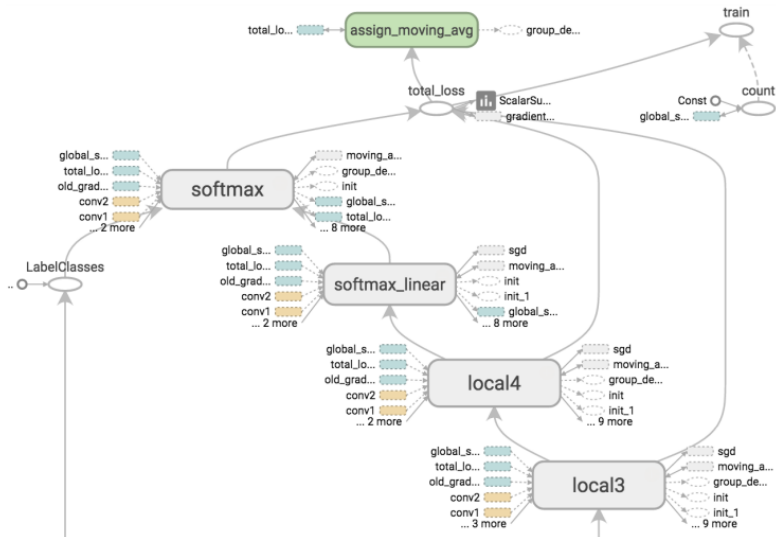 train
total_lo...
assign_moving_avg
group_de...
total_loss
ScalarSu...
gradient...
Const
count
global_s...
global_s...
total_lo...
old_grad...
conv2
conv1
... 2 more
softmax
moving_a...
group_de...
init
global_s...
total_lo...
... 8 more
LabelClasses
..
global_s...
total_lo...
old_grad...
conv2
conv1
... 2 more
softmax_linear
sgd
moving_a...
init
init_1
global_s...
... 8 more
global_s...
total_lo...
old_grad...
conv2
conv1
... 2 more
local4
sgd
moving_a...
group_de...
init
init_1
... 9 more
global_s...
total_lo...
old_grad...
conv2
conv1
... 3 more
local3
sgd
moving_a...
group_de...
init
init_1
... 9 more